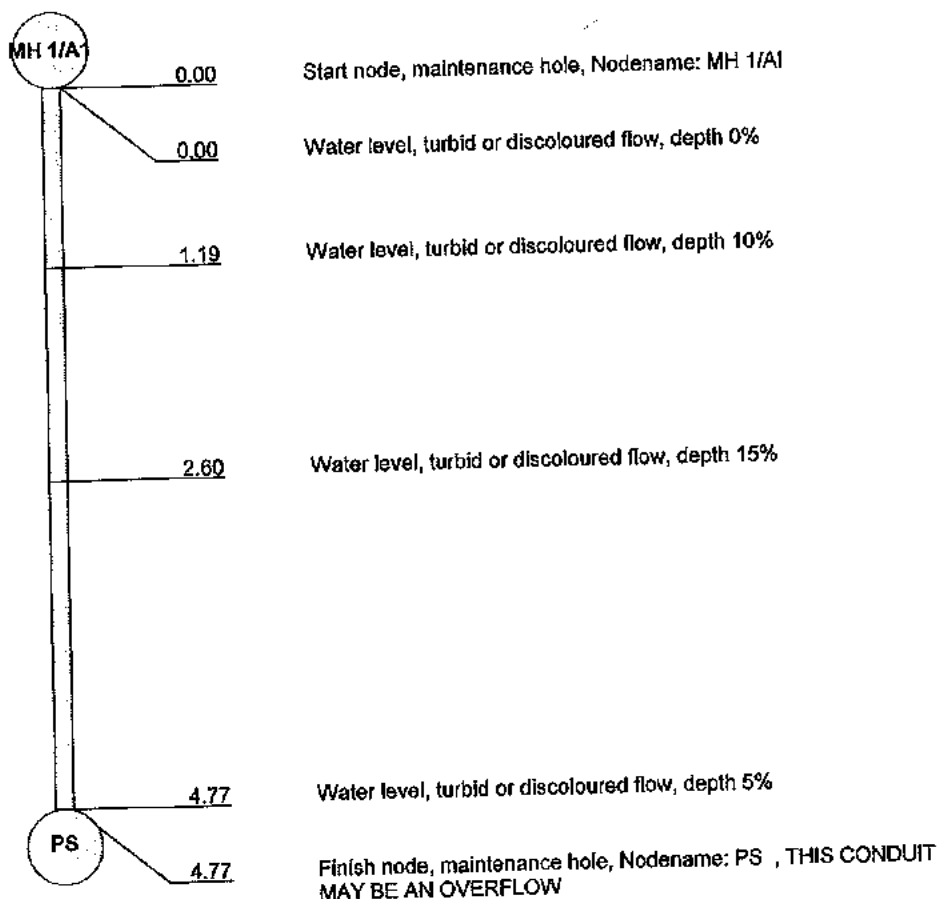 MH 1/A1
0.00 Start node, maintenance hole, Nodename: MH 1/A1
0.00 Water level, turbid or discoloured flow, depth 0%
1.19 Water level, turbid or discoloured flow, depth 10%
2.60 Water level, turbid or discoloured flow, depth 15%
4.77 Water level, turbid or discoloured flow, depth 5%
PS
4.77 Finish node, maintenance hole, Nodename: PS , THIS CONDUIT
MAY BE AN OVERFLOW